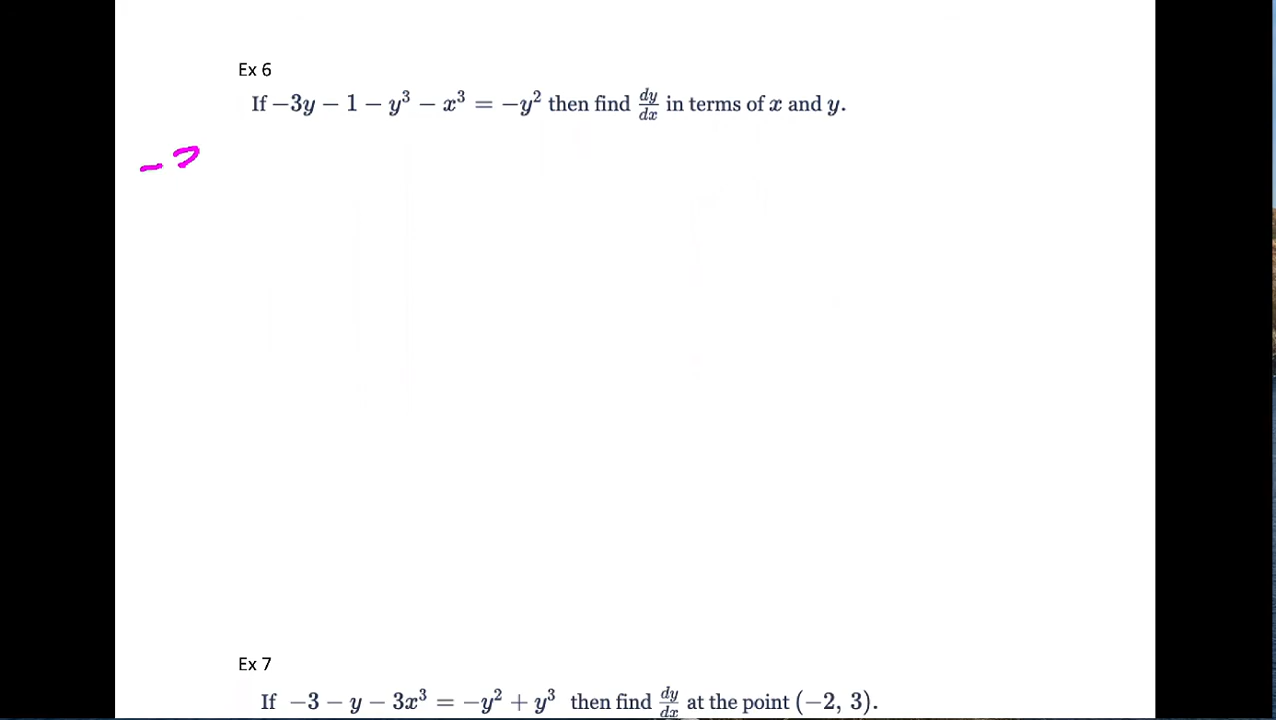 Ex 6
If −3y − 1 − y³ − x³ = −y² then find dy/dx in terms of x and y.
Ex 7
If −3 − y − 3x³ = −y² + y³ then find dy/dx at the point (−2, 3).